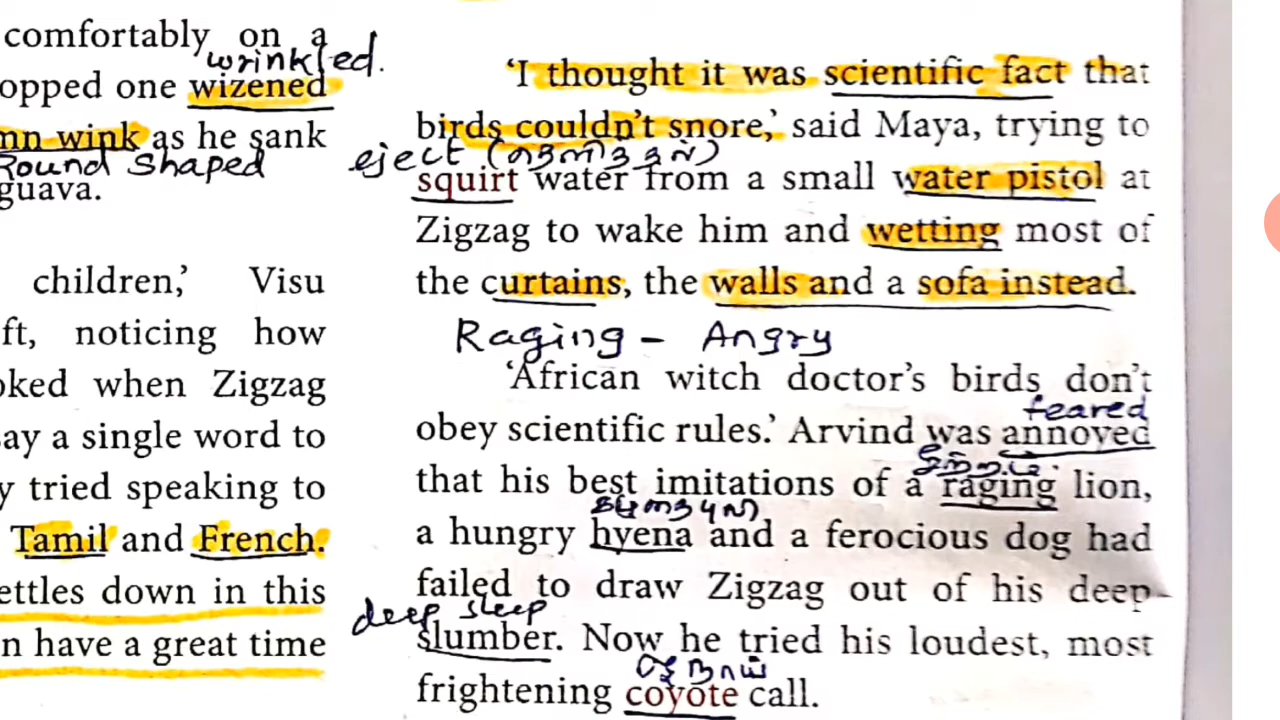 comfortably on a
wrinkled.
opped one wizened
mn wink as he sank
Round shaped
guava.
children,’ Visu
ft, noticing how
oked when Zigzag
say a single word to
y tried speaking to
Tamil and French.
ettles down in this
n have a great time
‘I thought it was scientific fact that
birds couldn’t snore,’ said Maya, trying to
eject (தெளித்தல்)
squirt water from a small water pistol at
Zigzag to wake him and wetting most of
the curtains, the walls and a sofa instead.
Raging – Angry
‘African witch doctor’s birds don’t
feared
obey scientific rules.’ Arvind was annoyed
that his best imitations of a raging lion,
கழுதைபுலி
a hungry hyena and a ferocious dog had
failed to draw Zigzag out of his deep
deep sleep
slumber. Now he tried his loudest, most
frightening coyote call.